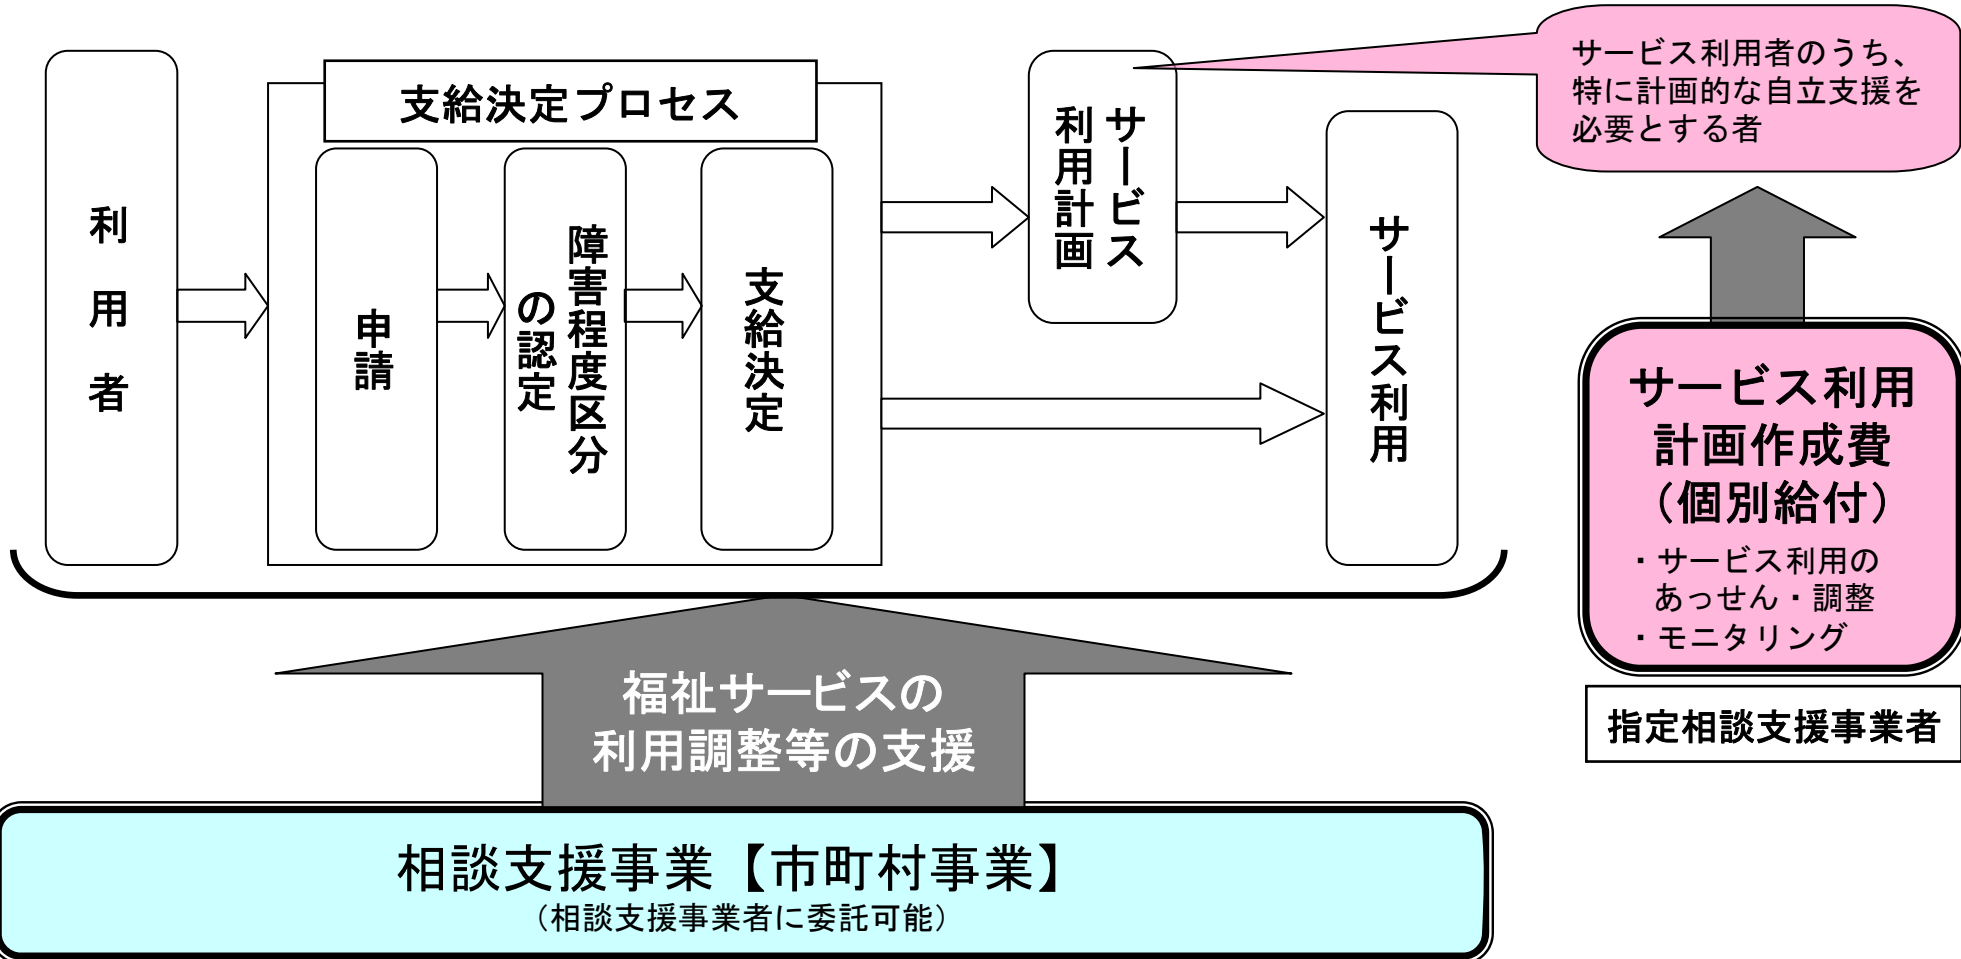 利用者
支給決定プロセス
申請
障害程度区分
の認定
支給決定
サービス
利用計画
サービス利用
サービス利用者のうち、
特に計画的な自立支援を
必要とする者
サービス利用
計画作成費
（個別給付）
・サービス利用の
あっせん・調整
・モニタリング
指定相談支援事業者
福祉サービスの
利用調整等の支援
相談支援事業【市町村事業】
（相談支援事業者に委託可能）